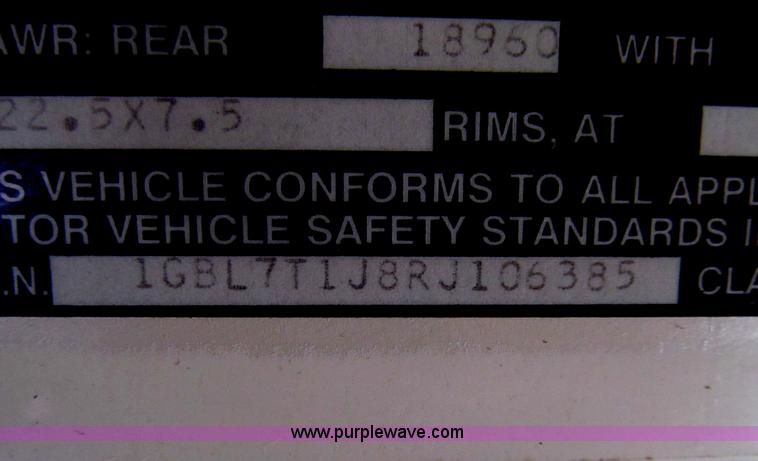 AWR: REAR 18960 WITH
22.5X7.5 RIMS, AT
S VEHICLE CONFORMS TO ALL APPL
TOR VEHICLE SAFETY STANDARDS I
.N. 1GBL7T1J8RJ106385 CLA
www.purplewave.com